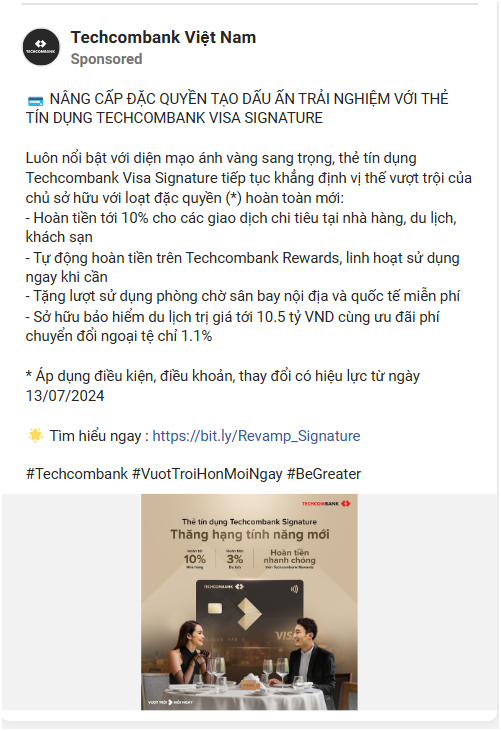 Techcombank Việt Nam
TECHCOMBANK
Sponsored
NÂNG CẤP ĐẶC QUYỀN TẠO DẤU ẤN TRẢI NGHIỆM VỚI THẺ
TÍN DỤNG TECHCOMBANK VISA SIGNATURE
Luôn nổi bật với diện mạo ánh vàng sang trọng, thẻ tín dụng
Techcombank Visa Signature tiếp tục khẳng định vị thế vượt trội của
chủ sở hữu với loạt đặc quyền (*) hoàn toàn mới:
- Hoàn tiền tới 10% cho các giao dịch chi tiêu tại nhà hàng, du lịch,
khách sạn
- Tự động hoàn tiền trên Techcombank Rewards, linh hoạt sử dụng
ngay khi cần
- Tặng lượt sử dụng phòng chờ sân bay nội địa và quốc tế miễn phí
- Sở hữu bảo hiểm du lịch trị giá tới 10.5 tỷ VND cùng ưu đãi phí
chuyển đổi ngoại tệ chỉ 1.1%
* Áp dụng điều kiện, điều khoản, thay đổi có hiệu lực từ ngày
13/07/2024
Tìm hiểu ngay : https://bit.ly/Revamp_Signature
#Techcombank #VuotTroiHonMoiNgay #BeGreater
TECHCOMBANK
Thẻ tín dụng Techcombank Signature
Thăng hạng tính năng mới
Hoàn tới
10%
Nhà hàng
Hoàn tiền
3%
Du lịch
Hoàn tiền
nhanh chóng
trên Techcombank Rewards
TECHCOMBANK
VISA
VƯỢT TRỘI MỖI NGÀY